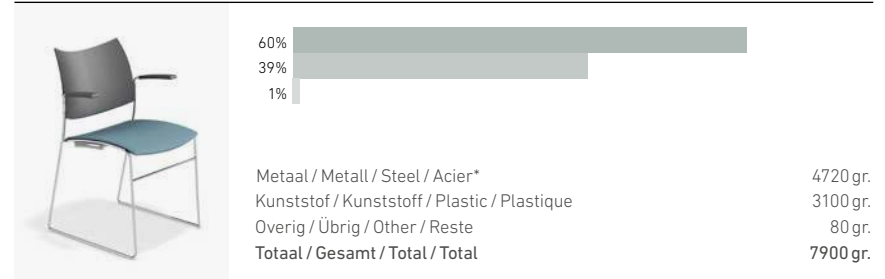 60%
39%
1%
Metaal / Metall / Steel / Acier* 4720 gr.
Kunststof / Kunststoff / Plastic / Plastique 3100 gr.
Overig / Übrig / Other / Reste 80 gr.
Totaal / Gesamt / Total / Total 7900 gr.